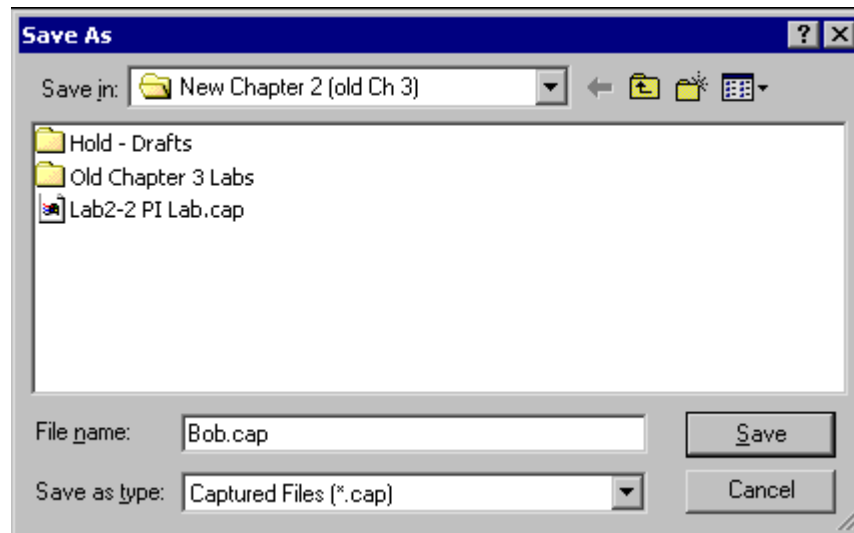 Save As
Save in: New Chapter 2 (old Ch 3)
Hold - Drafts
Old Chapter 3 Labs
Lab2-2 PI Lab.cap
File name: Bob.cap Save
Save as type: Captured Files (*.cap) Cancel